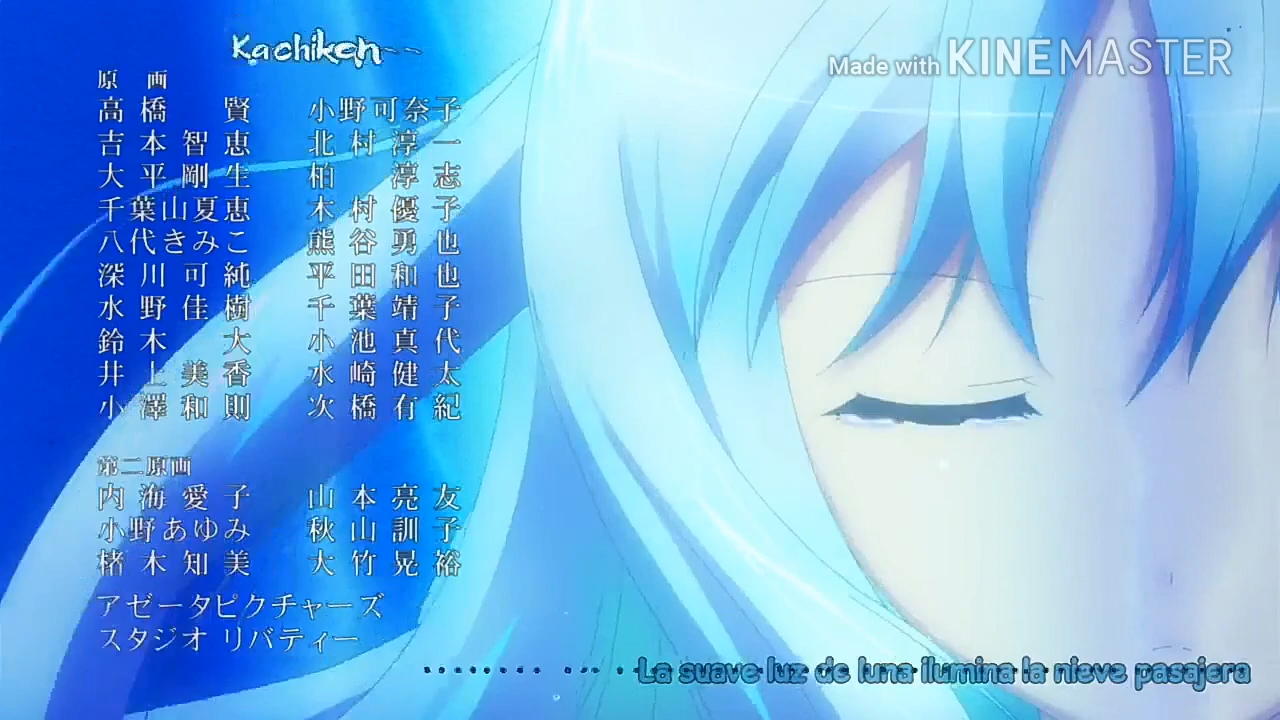 Kachiken~~
Made with KINEMASTER
原画
高橋賢 小野可奈子
吉本智恵 北村淳一
大平剛生 柏淳志
千葉山夏恵 木村優子
八代きみこ 熊谷勇也
深川可純 平田和也
水野佳樹 千葉靖子
鈴木大 小池真代
井上美香 水崎健太
小澤和則 次橋有紀
第二原画
内海愛子 山本亮友
小野あゆみ 秋山訓子
楮木知美 大竹晃裕
アゼータピクチャーズ
スタジオ リバティー
La suave luz de luna ilumina la nieve pasajera